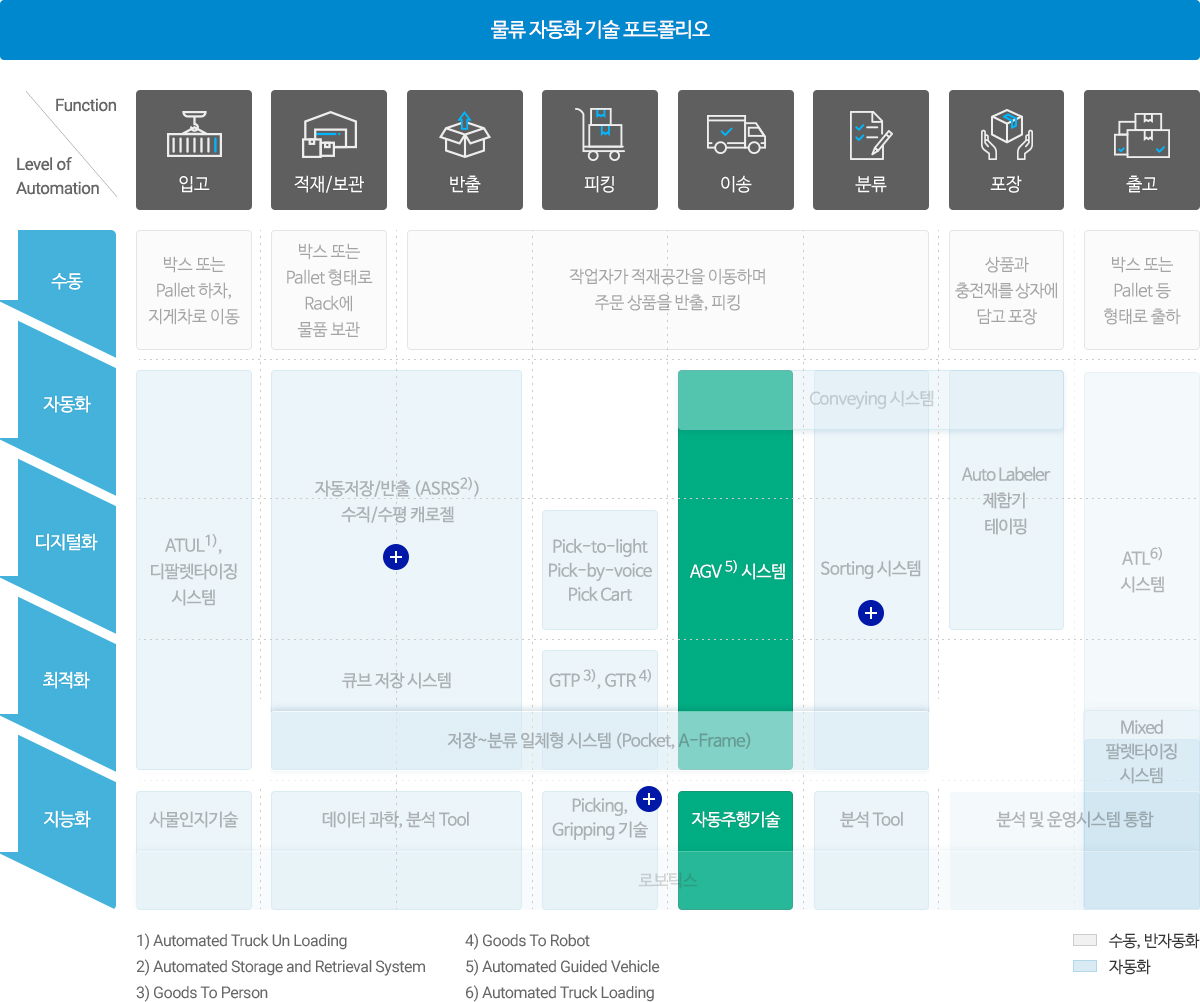 물류 자동화 기술 포트폴리오
Function
Level of
Automation
입고
적재/보관
반출
피킹
이송
분류
포장
출고
수동
박스 또는
Pallet 하차,
지게차로 이동
박스 또는
Pallet 형태로
Rack에
물품 보관
작업자가 적재공간을 이동하며
주문 상품을 반출, 피킹
상품과
충전재를 상자에
담고 포장
박스 또는
Pallet 등
형태로 출하
자동화
Conveying 시스템
자동저장/반출 (ASRS2))
수직/수평 캐로젤
Auto Labeler
제함기
테이핑
디지털화
ATUL1),
디팔렛타이징
시스템
Pick-to-light
Pick-by-voice
Pick Cart
AGV 5) 시스템
Sorting 시스템
ATL6)
시스템
최적화
큐브 저장 시스템
GTP 3), GTR 4)
저장~분류 일체형 시스템 (Pocket, A-Frame)
Mixed
팔렛타이징
시스템
지능화
사물인지기술
데이터 과학, 분석 Tool
Picking,
Gripping 기술
자동주행기술
분석 Tool
분석 및 운영시스템 통합
로보틱스
1) Automated Truck Un Loading
2) Automated Storage and Retrieval System
3) Goods To Person
4) Goods To Robot
5) Automated Guided Vehicle
6) Automated Truck Loading
수동, 반자동화
자동화